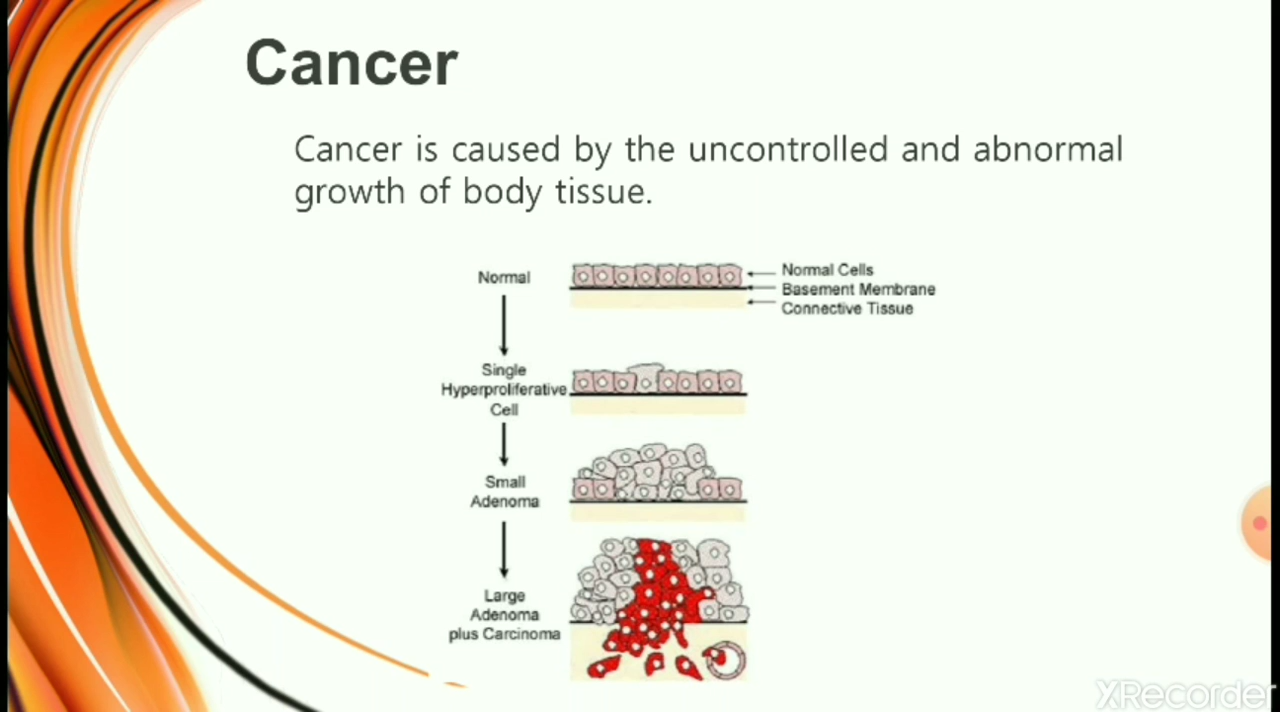 Cancer
Cancer is caused by the uncontrolled and abnormal
growth of body tissue.
Normal
Normal Cells
Basement Membrane
Connective Tissue
Single
Hyperproliferative
Cell
Small
Adenoma
Large
Adenoma
plus Carcinoma
XRecorder